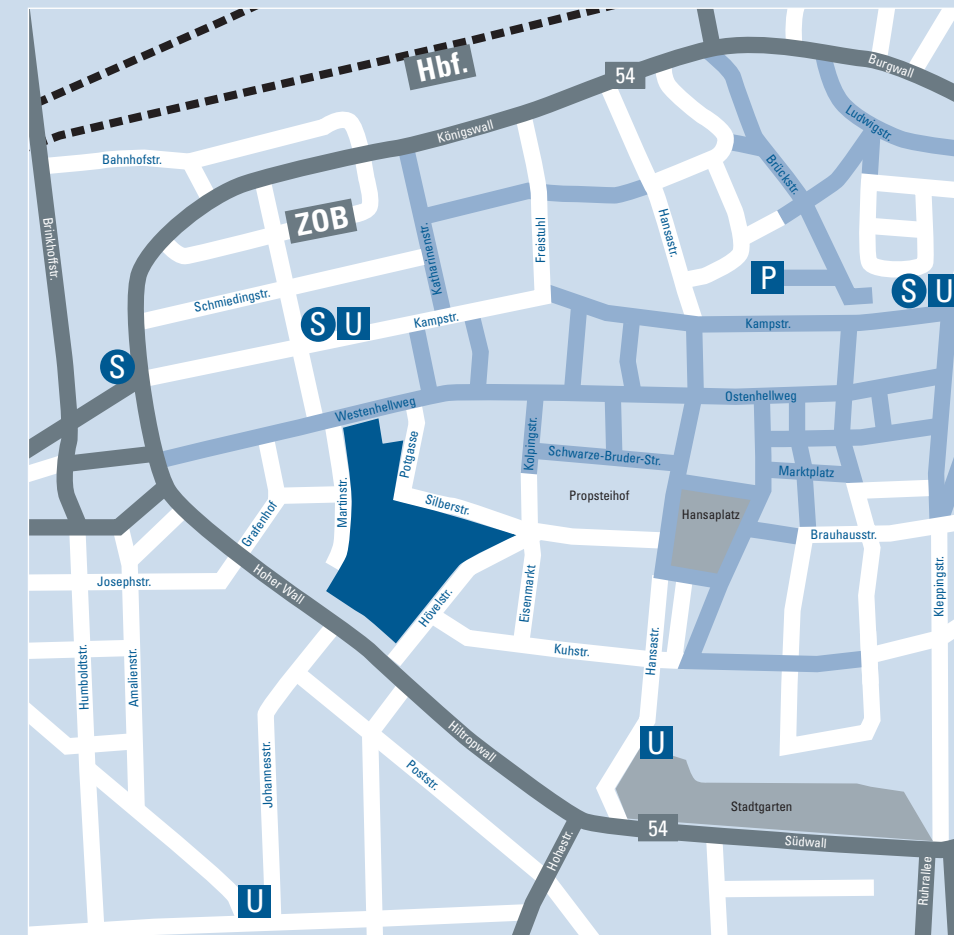 Hbf.
54
Burgwall
Königswall
Ludwigstr.
Bahnhofstr.
Brückstr.
ZOB
Katharinenstr.
Freistuhl
Hansastr.
Brinkhoffstr.
P
S U
Schmiedingstr.
S U
Kampstr.
Kampstr.
S
Westenhellweg
Ostenhellweg
Potgasse
Kolpingstr.
Schwarze-Bruder-Str.
Marktplatz
Martinstr.
Silberstr.
Propsteihof
Hansaplatz
Grafenhof
Brauhausstr.
Josephstr.
Hoher Wall
Hövelstr.
Eisenmarkt
Kleppingstr.
Kuhstr.
Hansastr.
Humboldtstr.
Amalienstr.
Hiltropwall
U
Johannesstr.
Poststr.
Stadtgarten
54
Südwall
Hohestr.
Ruhrallee
U